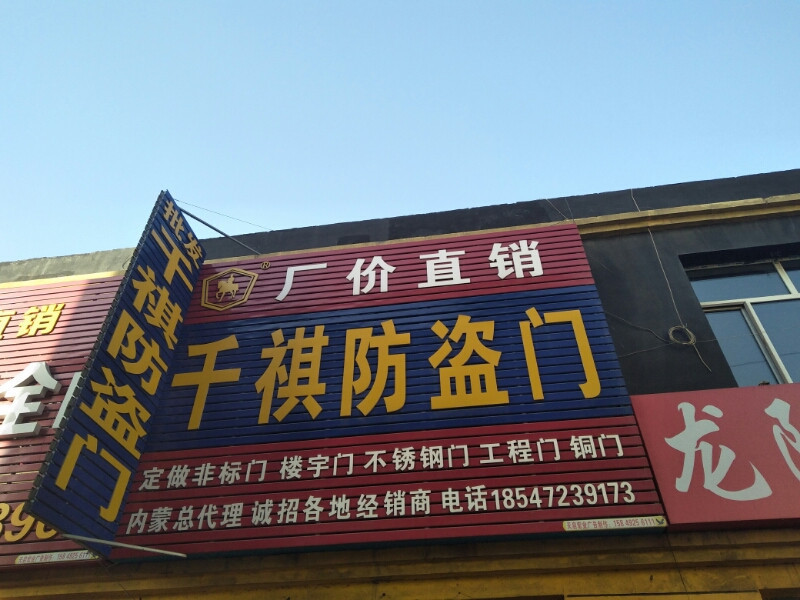 厂价直销
千祺防盗门
定做非标门 楼宇门 不锈钢门 工程门 铜门
内蒙总代理 诚招各地经销商 电话18547239173
批发
千祺防盗门
直销
全
龙